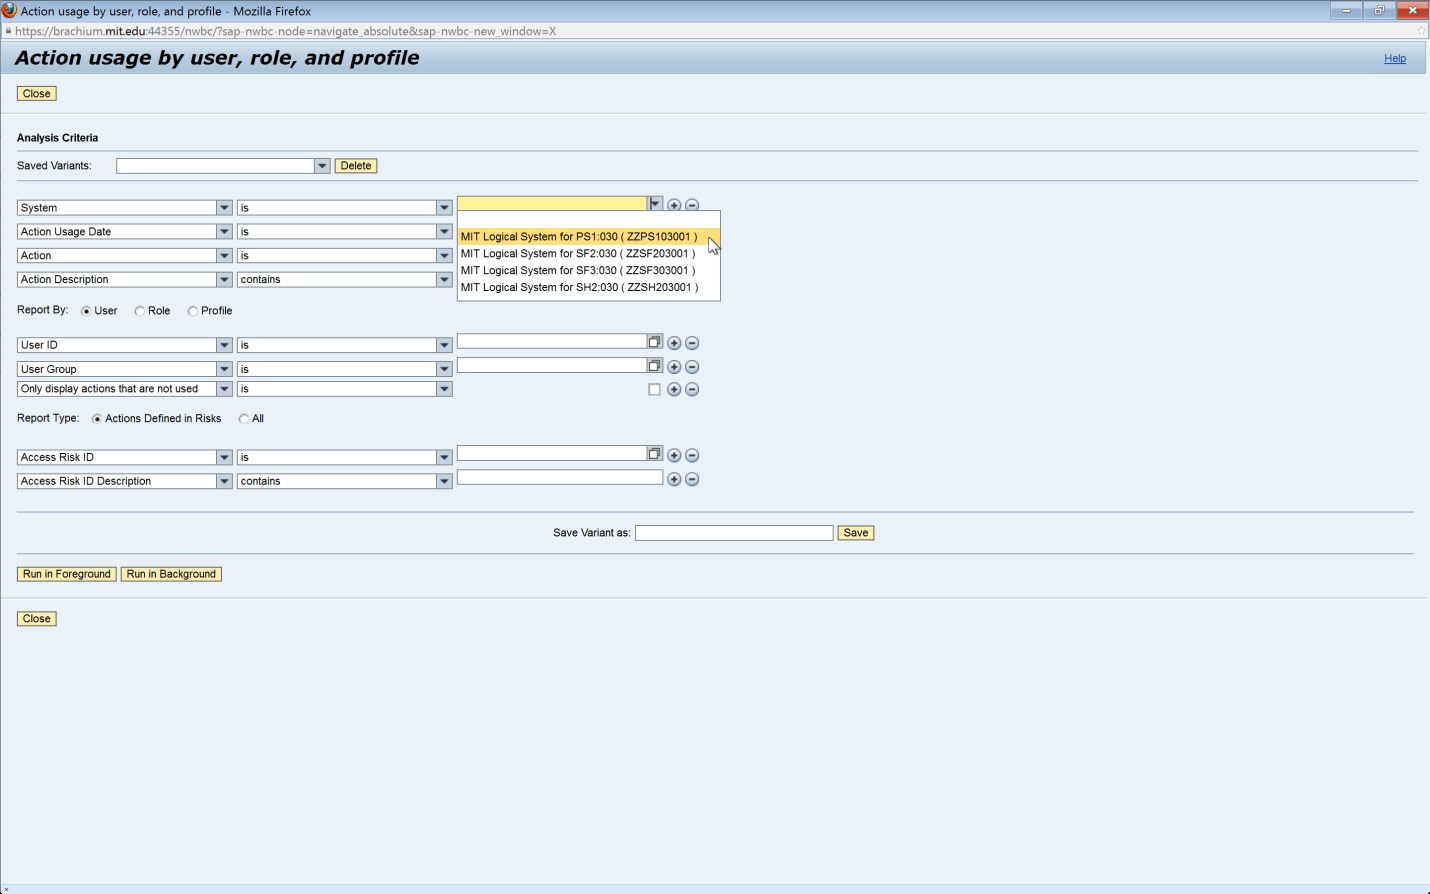 Action usage by user, role, and profile - Mozilla Firefox
https://brachium.mit.edu:44355/nwbc/?sap-nwbc-node=navigate_absolute&sap-nwbc-new_window=X
Action usage by user, role, and profile
Help
Close
Analysis Criteria
Saved Variants: Delete
System is
Action Usage Date is
MIT Logical System for PS1:030 ( ZZPS103001 )
Action is
MIT Logical System for SF2:030 ( ZZSF203001 )
MIT Logical System for SF3:030 ( ZZSF303001 )
Action Description contains
MIT Logical System for SH2:030 ( ZZSH203001 )
Report By: User Role Profile
User ID is
User Group is
Only display actions that are not used is
Report Type: Actions Defined in Risks All
Access Risk ID is
Access Risk ID Description contains
Save Variant as: Save
Run in Foreground Run in Background
Close